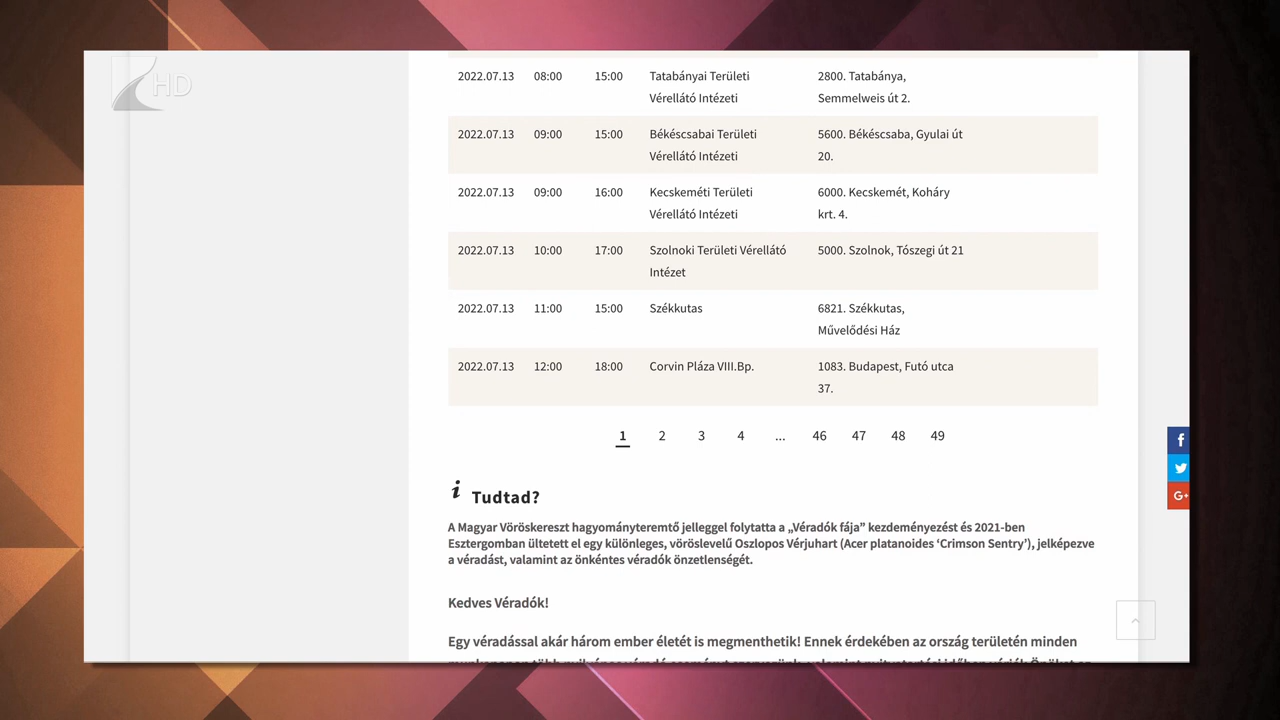 HD
2022.07.13 08:00 15:00 Tatabányai Területi 2800. Tatabánya,
Vérellátó Intézeti Semmelweis út 2.
2022.07.13 09:00 15:00 Békéscsabai Területi 5600. Békéscsaba, Gyulai út
Vérellátó Intézeti 20.
2022.07.13 09:00 16:00 Kecskeméti Területi 6000. Kecskemét, Koháry
Vérellátó Intézeti krt. 4.
2022.07.13 10:00 17:00 Szolnoki Területi Vérellátó 5000. Szolnok, Tószegi út 21
Intézet
2022.07.13 11:00 15:00 Székkutas 6821. Székkutas,
Művelődési Ház
2022.07.13 12:00 18:00 Corvin Pláza VIII.Bp. 1083. Budapest, Futó utca
37.
1 2 3 4 ... 46 47 48 49
i Tudtad?
A Magyar Vöröskereszt hagyományteremtő jelleggel folytatta a „Véradók fája” kezdeményezést és 2021-ben
Esztergomban ültetett el egy különleges, vöröslevelű Oszlopos Vérjuhart (Acer platanoides ‘Crimson Sentry’), jelképezve
a véradást, valamint az önkéntes véradók önzetlenségét.
Kedves Véradók!
Egy véradással akár három ember életét is megmenthetik! Ennek érdekében az ország területén minden
f
G+